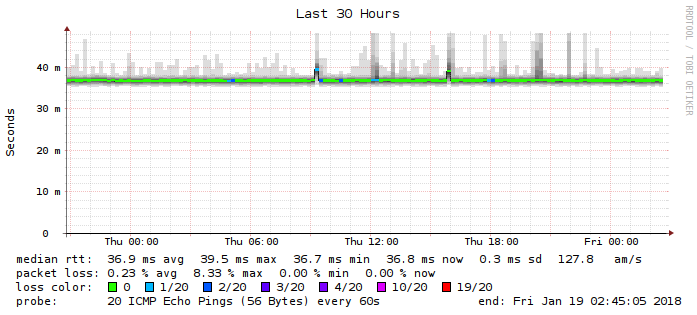 Last 30 Hours
RRDTOOL / TOBI OETIKER
Seconds
40 m
30 m
20 m
10 m
0
Thu 00:00 Thu 06:00 Thu 12:00 Thu 18:00 Fri 00:00
median rtt: 36.9 ms avg 39.5 ms max 36.7 ms min 36.8 ms now 0.3 ms sd 127.8 am/s
packet loss: 0.23 % avg 8.33 % max 0.00 % min 0.00 % now
loss color: 0 1/20 2/20 3/20 4/20 10/20 19/20
probe: 20 ICMP Echo Pings (56 Bytes) every 60s end: Fri Jan 19 02:45:05 2018